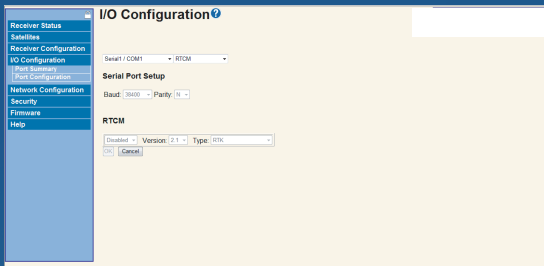 I/O Configuration?
Receiver Status
Satellites
Receiver Configuration
I/O Configuration
Port Summary
Port Configuration
Network Configuration
Security
Firmware
Help
Serial1 / COM1 RTCM
Serial Port Setup
Baud: 38400 Parity: N
RTCM
Disabled Version: 2.1 Type: RTK
OK Cancel